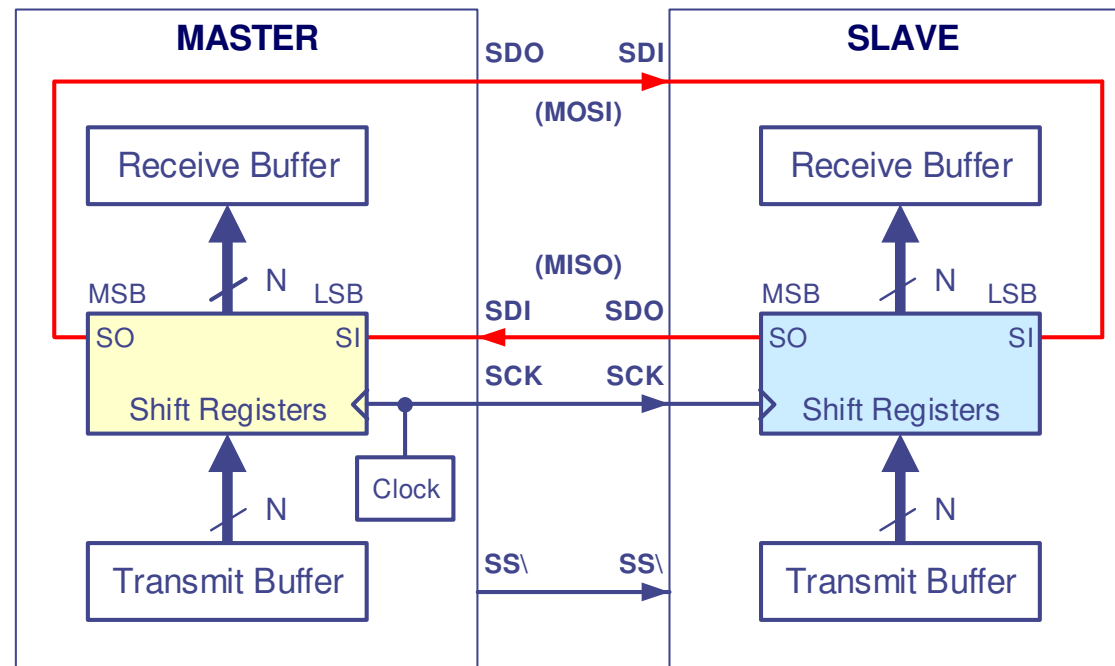 MASTER
SLAVE
SDO
SDI
(MOSI)
Receive Buffer
Receive Buffer
N
N
(MISO)
MSB
LSB
MSB
LSB
SDI
SDO
SO
SI
SO
SI
SCK
SCK
Shift Registers
Shift Registers
Clock
N
N
SS\
SS\
Transmit Buffer
Transmit Buffer